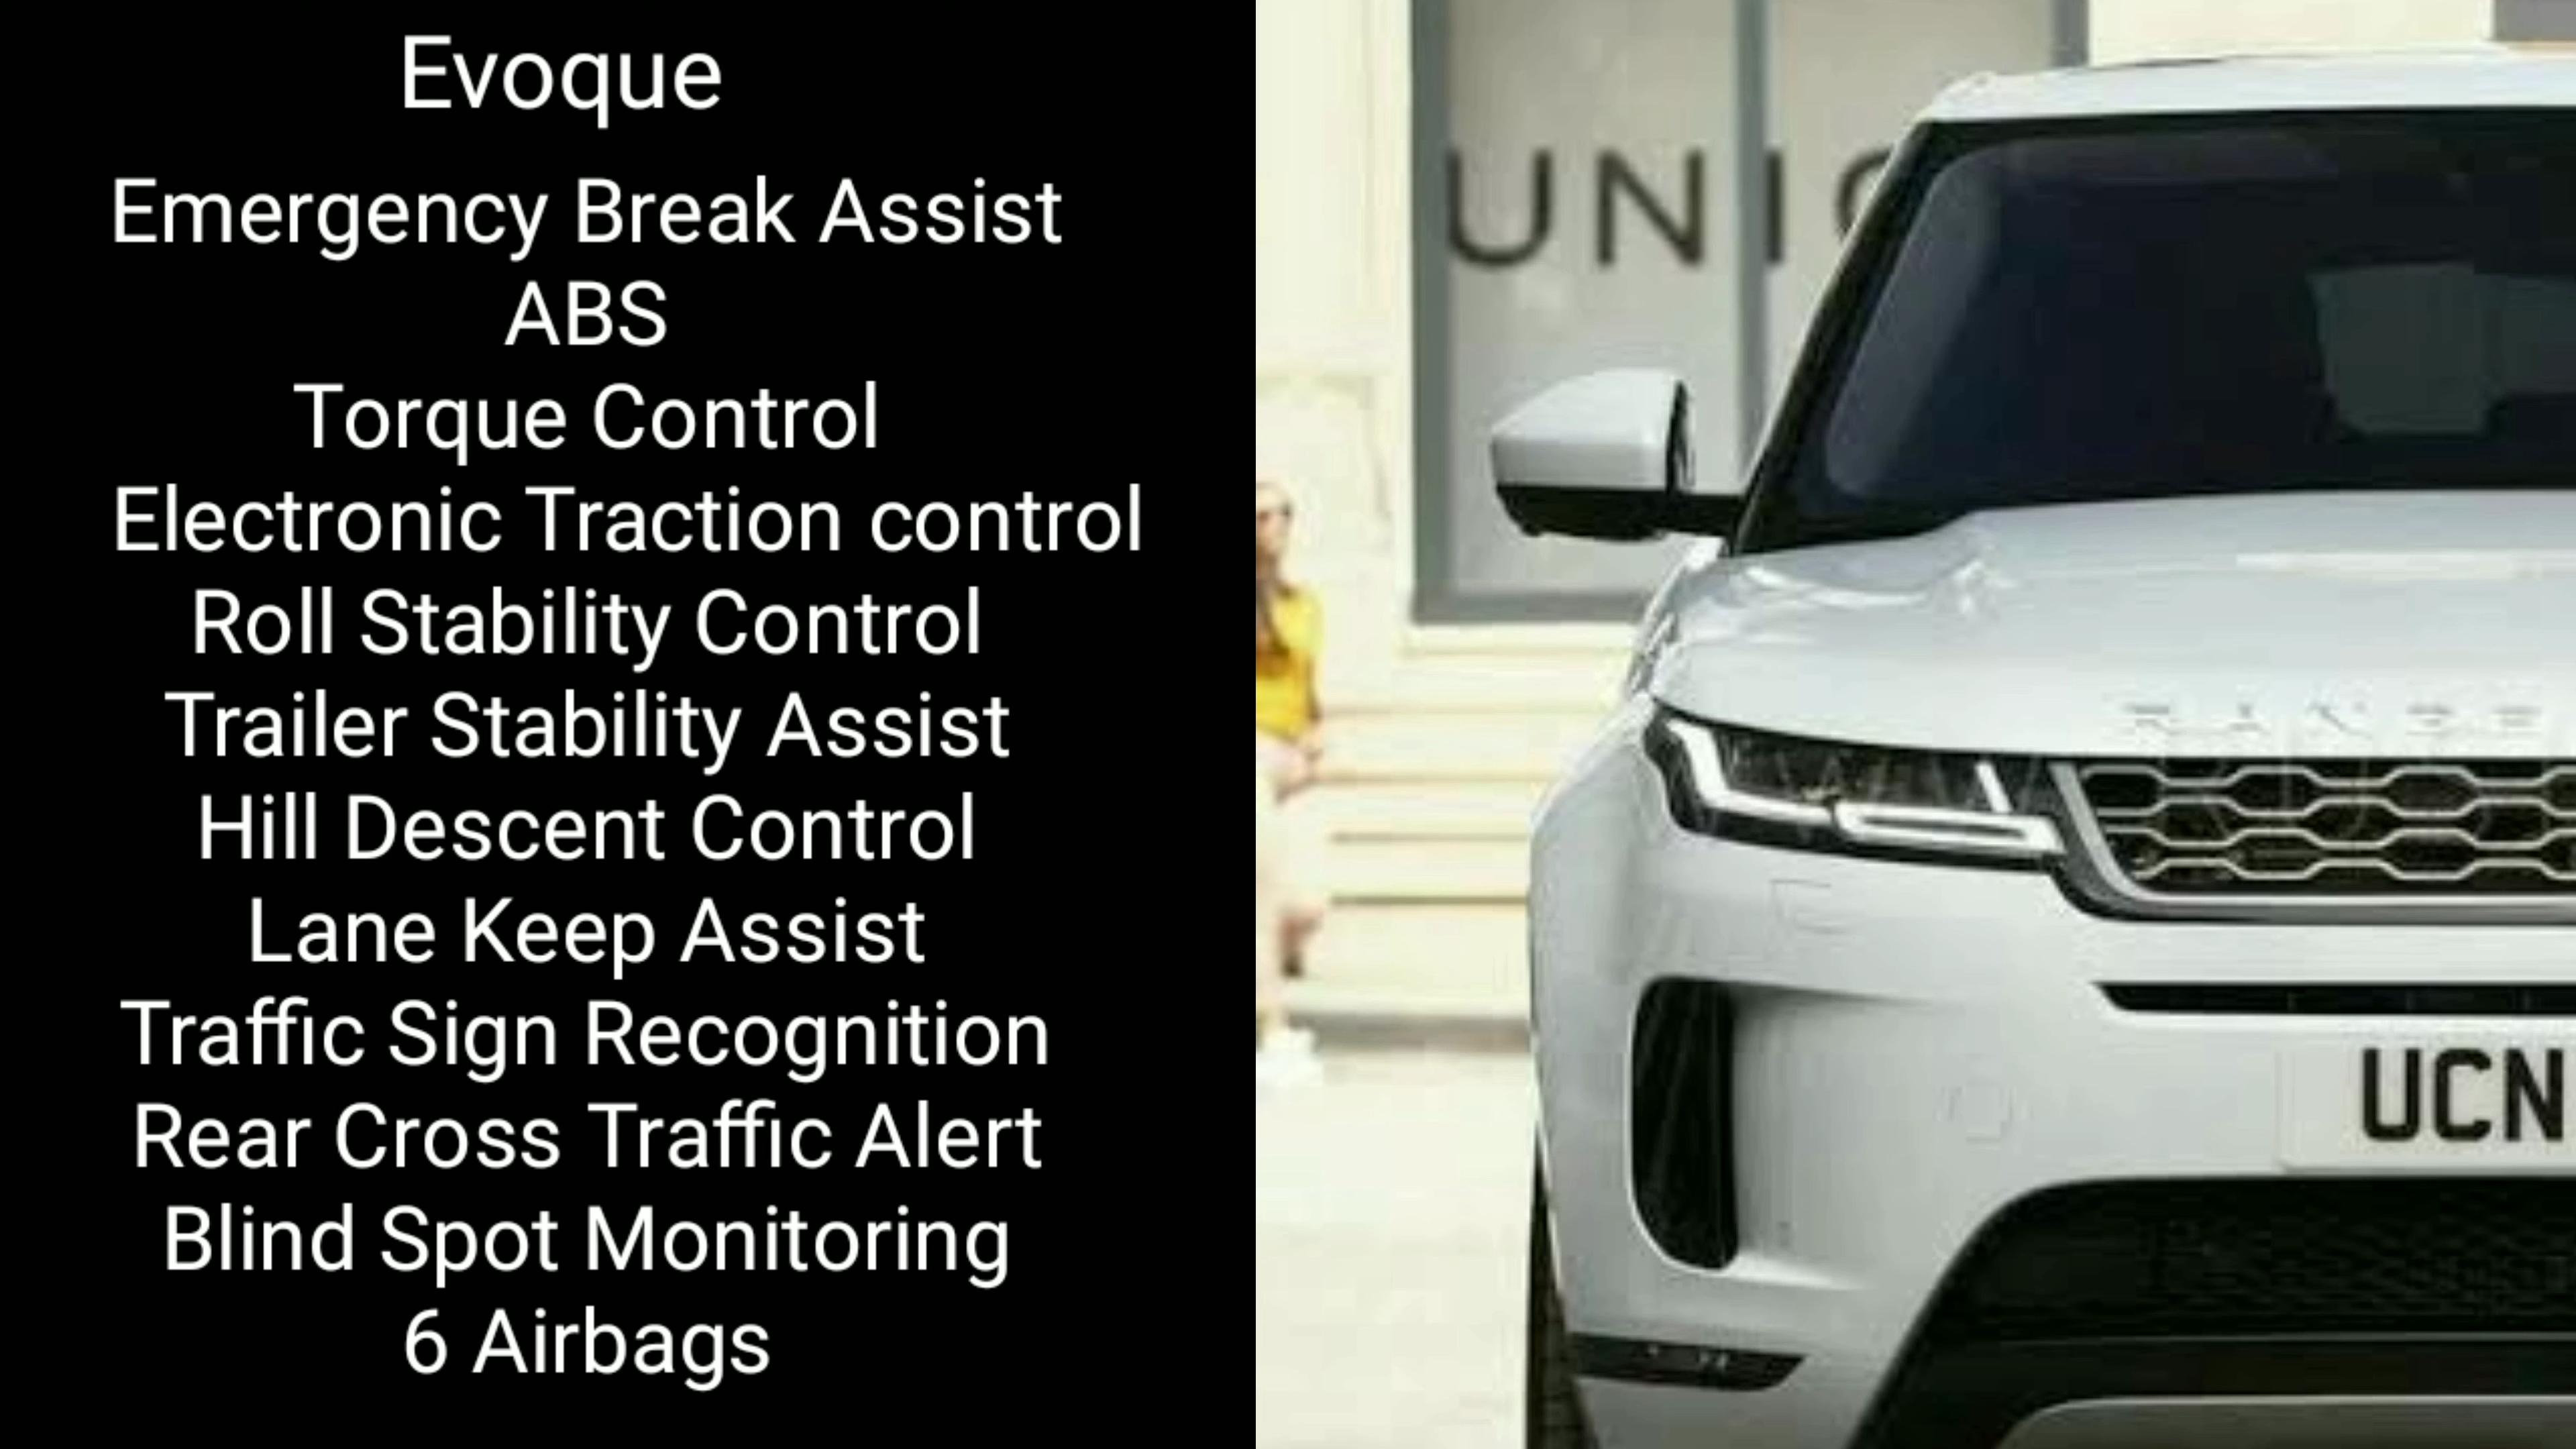 Evoque
Emergency Break Assist
ABS
Torque Control
Electronic Traction control
Roll Stability Control
Trailer Stability Assist
Hill Descent Control
Lane Keep Assist
Traffic Sign Recognition
Rear Cross Traffic Alert
Blind Spot Monitoring
6 Airbags
UNI
UCN